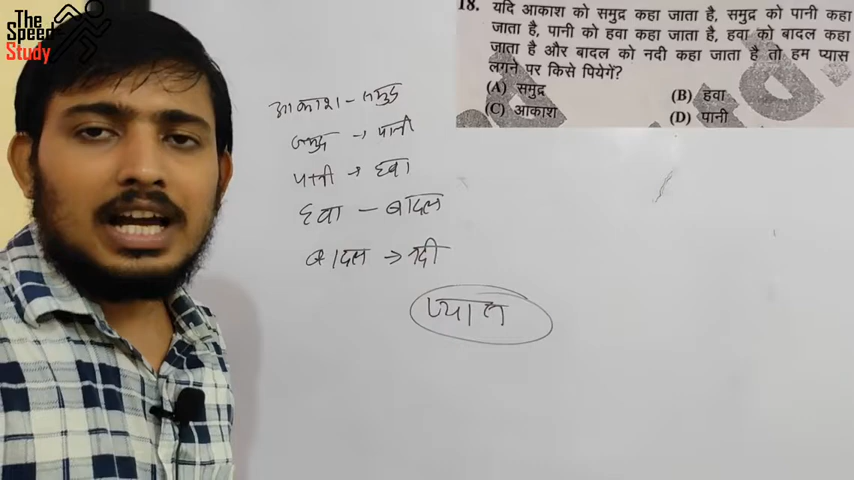 The
Speed
Study
18. यदि आकाश को समुद्र कहा जाता है, समुद्र को पानी कहा
जाता है, पानी को हवा कहा जाता है, हवा को बादल कहा
जाता है और बादल को नदी कहा जाता है तो हम प्यास
लगने पर किसे पियेगें?
(A) समुद्र
(B) हवा
(C) आकाश
(D) पानी
आकाश - समुद्र
समुद्र → पानी
पानी → हवा
हवा - बादल
बादल → नदी
प्यास